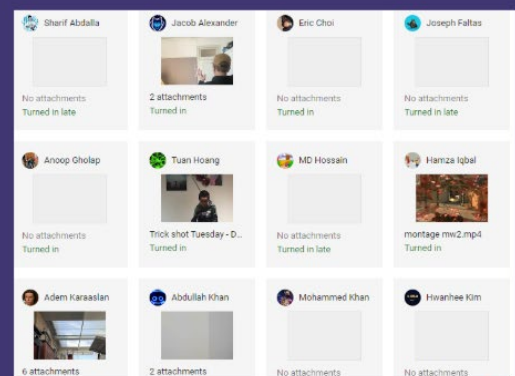 Sharif Abdalla
No attachments
Turned in late
Jacob Alexander
2 attachments
Turned in
Eric Choi
No attachments
Turned in
Joseph Faltas
No attachments
Turned in late
Anoop Gholap
No attachments
Turned in
Tuan Hoang
Trick shot Tuesday - D...
Turned in
MD Hossain
No attachments
Turned in late
Hamza Iqbal
montage mw2.mp4
Turned in
Adem Karaaslan
6 attachments
Abdullah Khan
2 attachments
Mohammed Khan
No attachments
Hwanhee Kim
No attachments